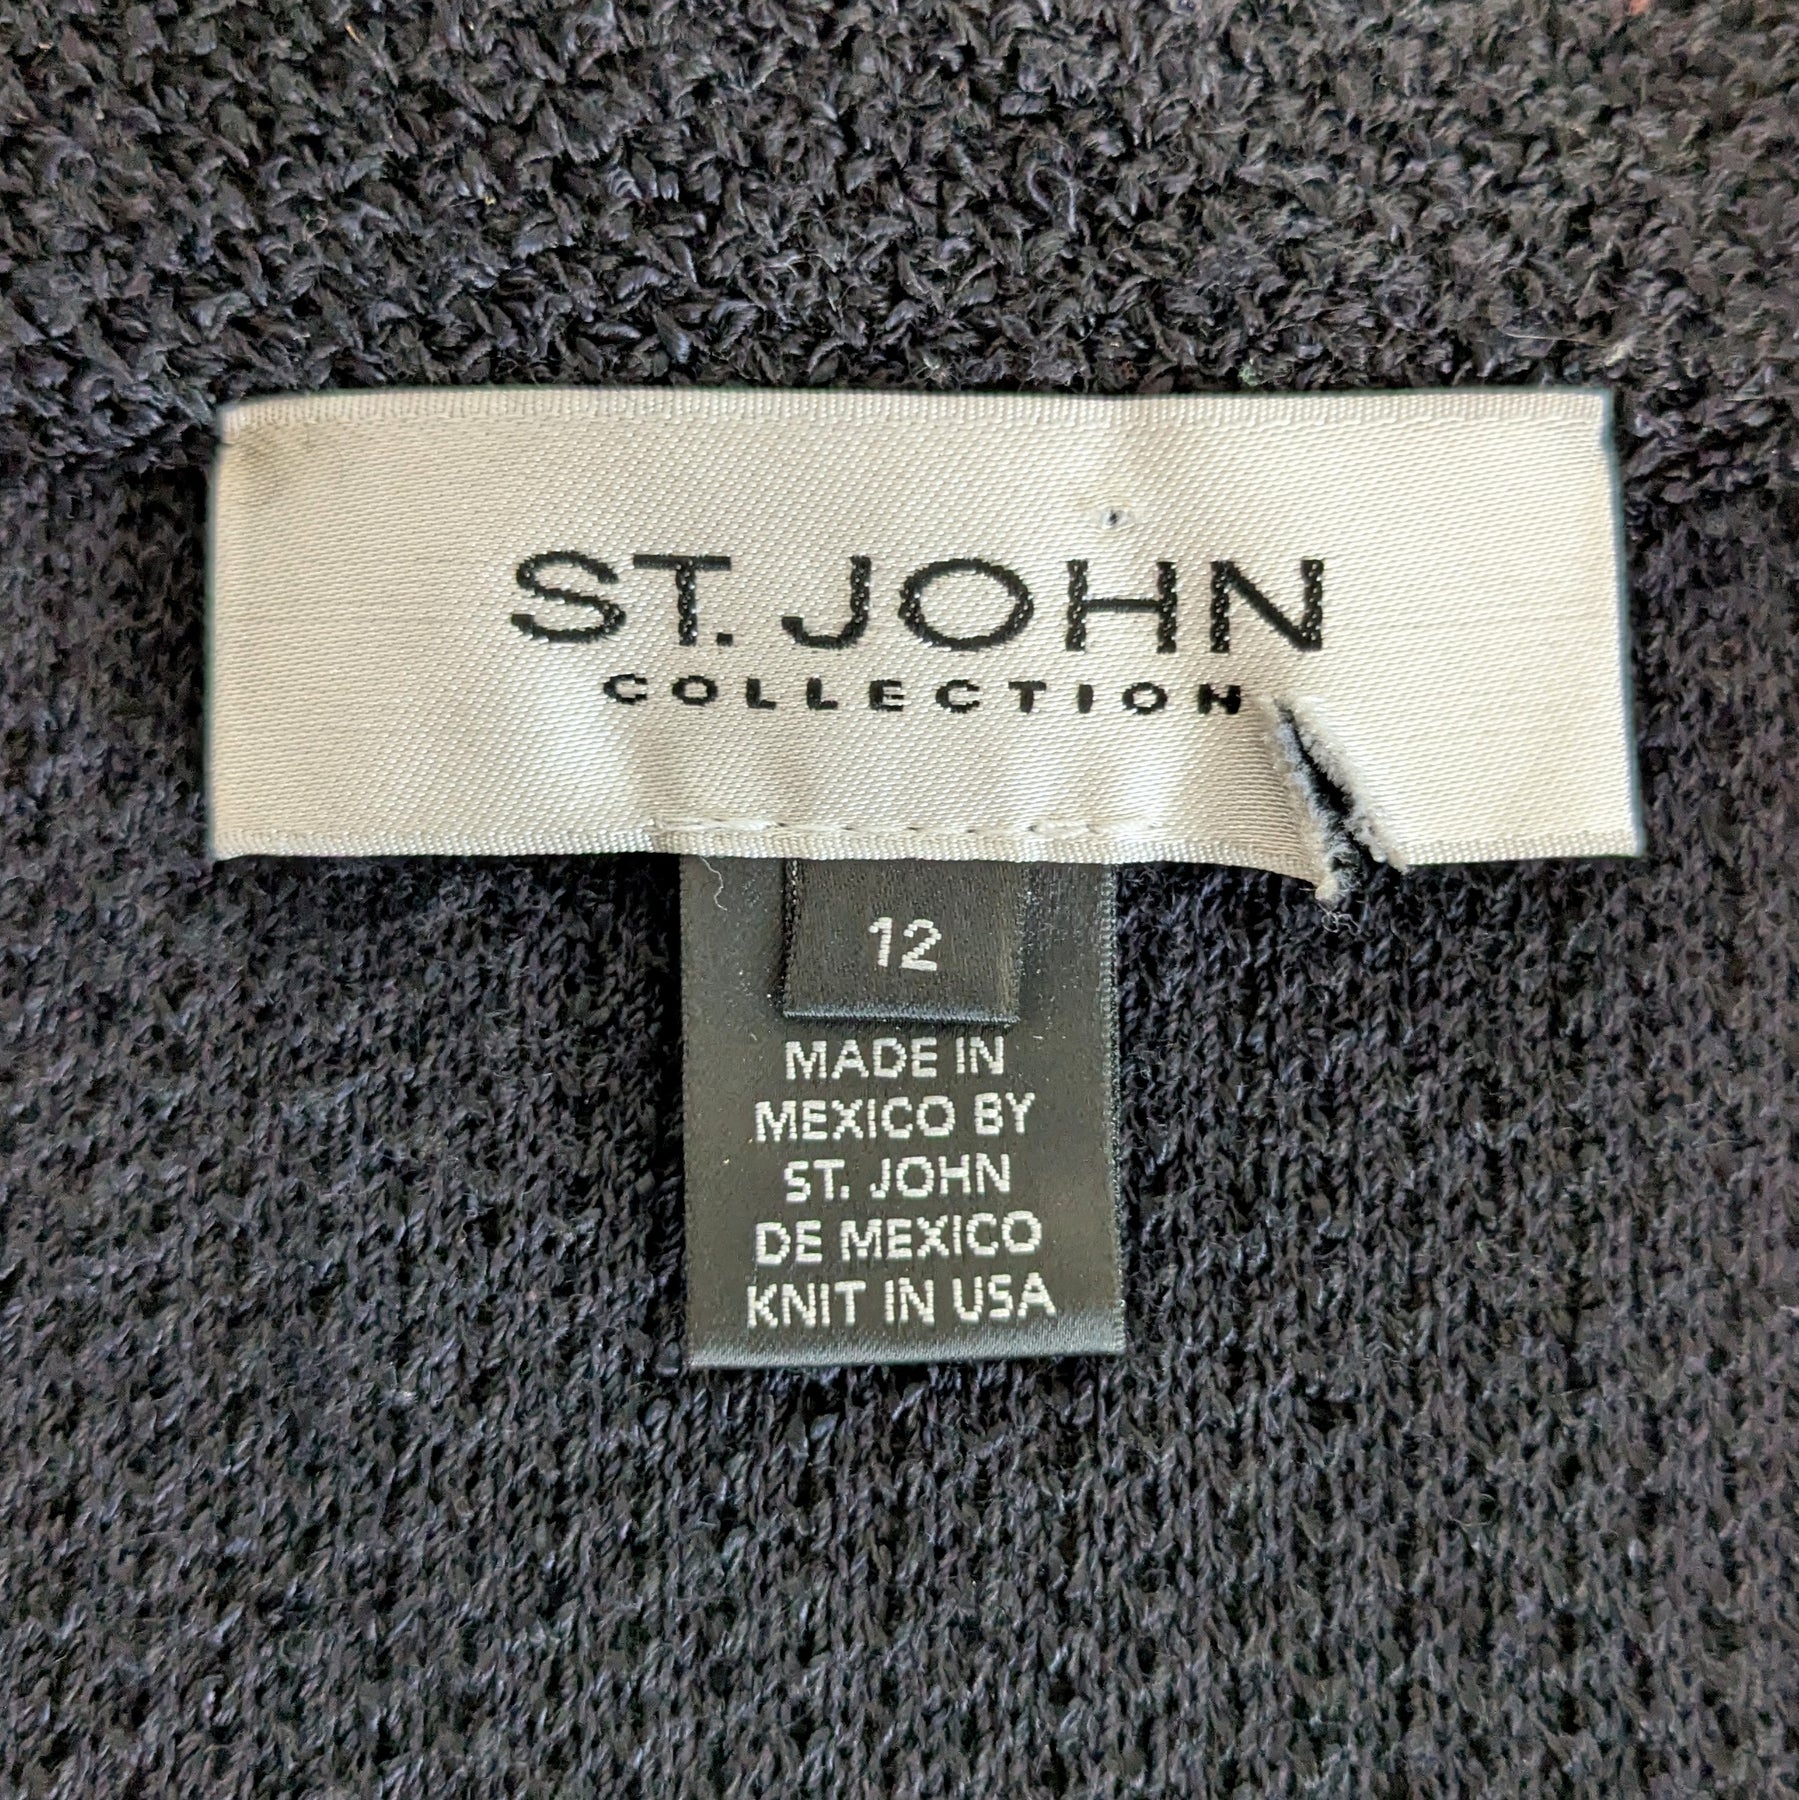 ST. JOHN
COLLECTION
12
MADE IN
MEXICO BY
ST. JOHN
DE MEXICO
KNIT IN USA